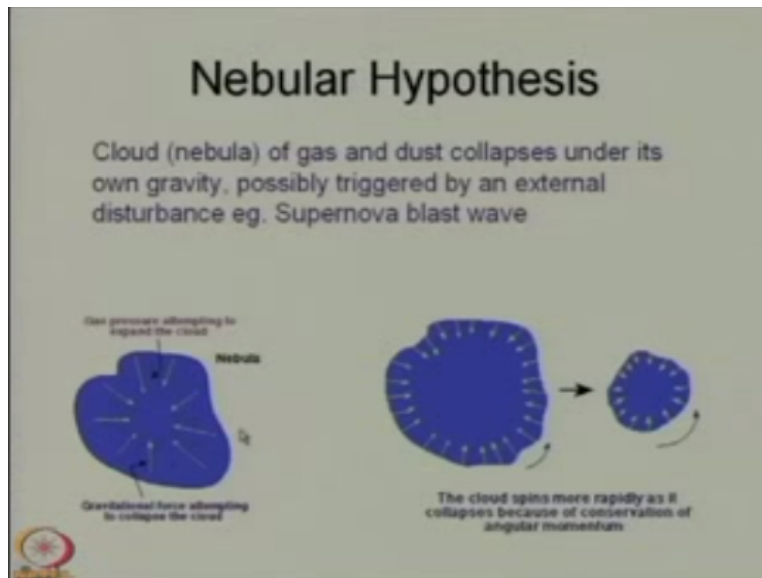 Nebular Hypothesis
Cloud (nebula) of gas and dust collapses under its
own gravity, possibly triggered by an external
disturbance eg. Supernova blast wave
Gas pressure attempting to
expand the cloud
Nebula
Gravitational force attempting
to collapse the cloud
The cloud spins more rapidly as it
collapses because of conservation of
angular momentum